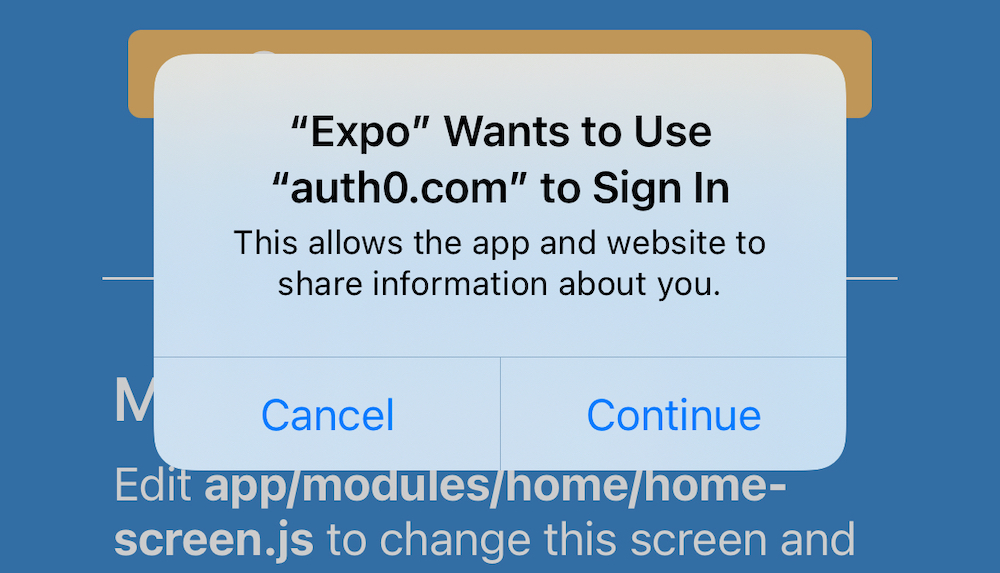 “Expo” Wants to Use
“auth0.com” to Sign In
This allows the app and website to
share information about you.
Cancel Continue
Edit app/modules/home/home-
screen.js to change this screen and